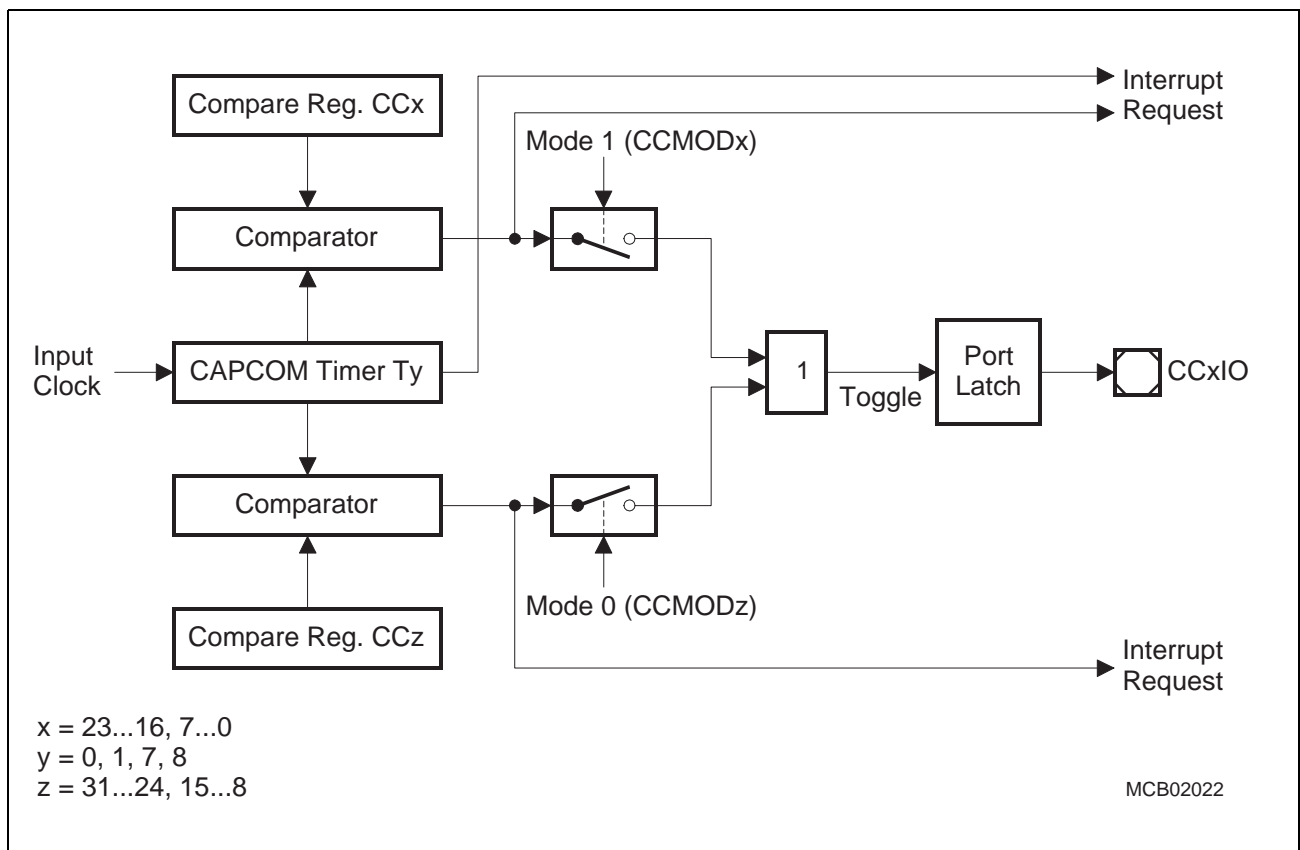 Compare Reg. CCx
Interrupt
Request
Mode 1 (CCMODx)
Comparator
Input
Clock
CAPCOM Timer Ty
1
Toggle
Port
Latch
CCxIO
Comparator
Mode 0 (CCMODz)
Compare Reg. CCz
Interrupt
Request
x = 23...16, 7...0
y = 0, 1, 7, 8
z = 31...24, 15...8
MCB02022